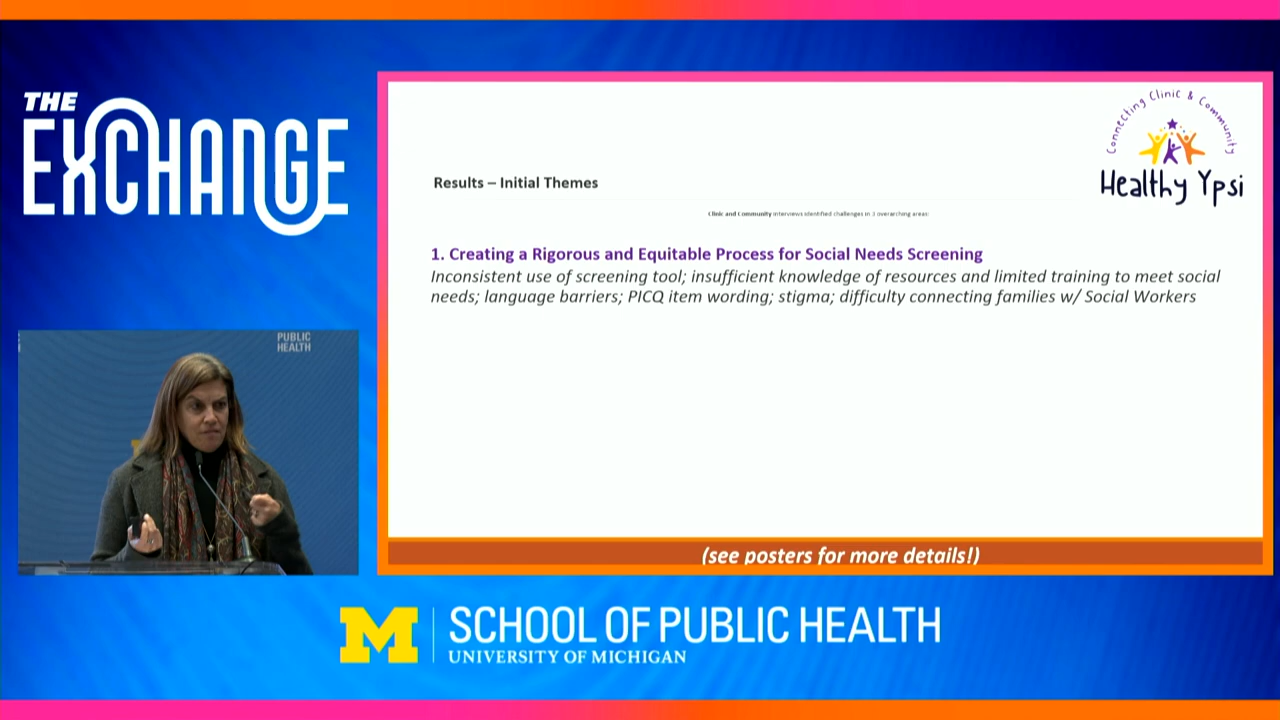 THE
EXCHANGE
PUBLIC
HEALTH
Connecting Clinic & Community
Healthy Ypsi
Results – Initial Themes
Clinic and Community interviews identified challenges in 3 overarching areas:
1. Creating a Rigorous and Equitable Process for Social Needs Screening
Inconsistent use of screening tool; insufficient knowledge of resources and limited training to meet social
needs; language barriers; PICQ item wording; stigma; difficulty connecting families w/ Social Workers
(see posters for more details!)
M
SCHOOL OF PUBLIC HEALTH
UNIVERSITY OF MICHIGAN